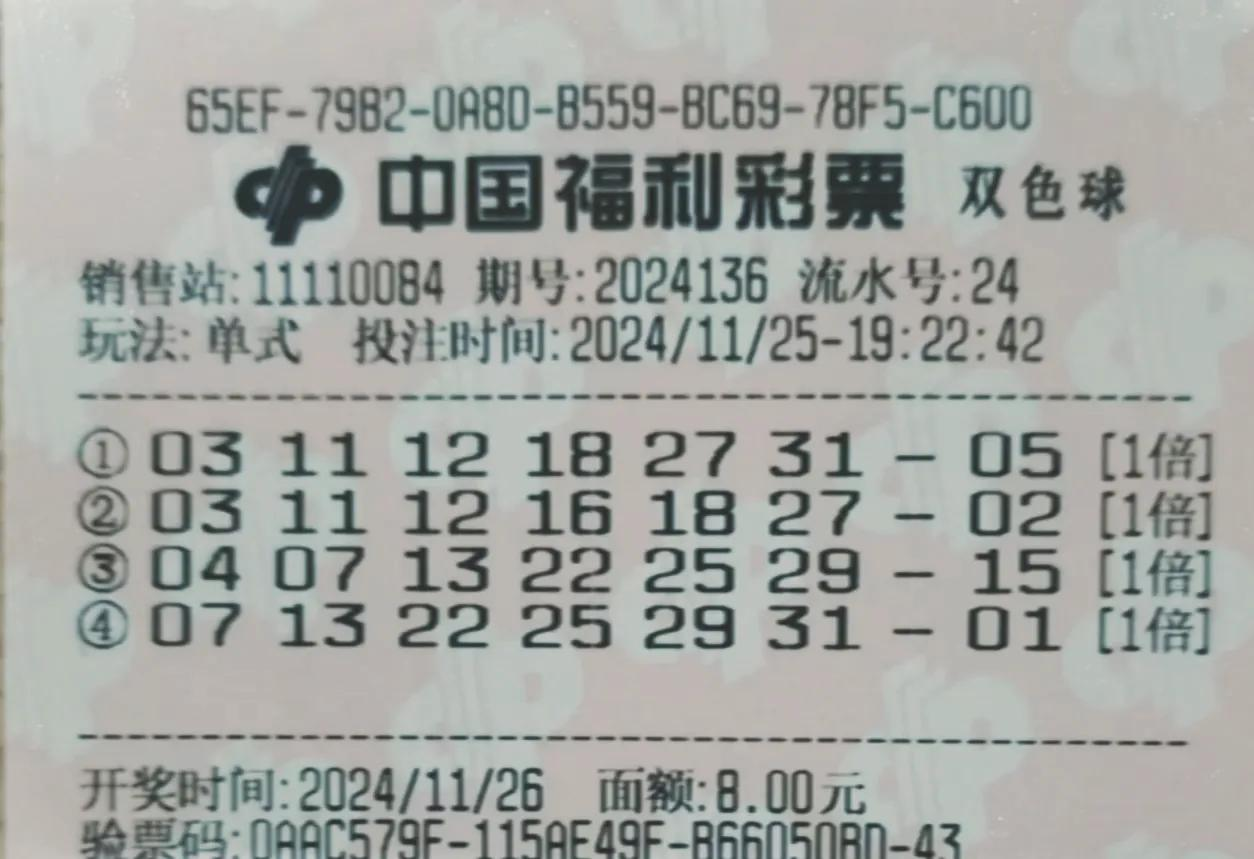 65EF-79B2-0A8D-B559-BC69-78F5-C600
中国福利彩票 双色球
销售站:11110084 期号:2024136 流水号:24
玩法:单式 投注时间:2024/11/25-19:22:42
① 03 11 12 18 27 31 - 05 [1倍]
② 03 11 12 16 18 27 - 02 [1倍]
③ 04 07 13 22 25 29 - 15 [1倍]
④ 07 13 22 25 29 31 - 01 [1倍]
开奖时间:2024/11/26 面额:8.00元
验票码:0AAC579F-115AE49F-B66050BD-43